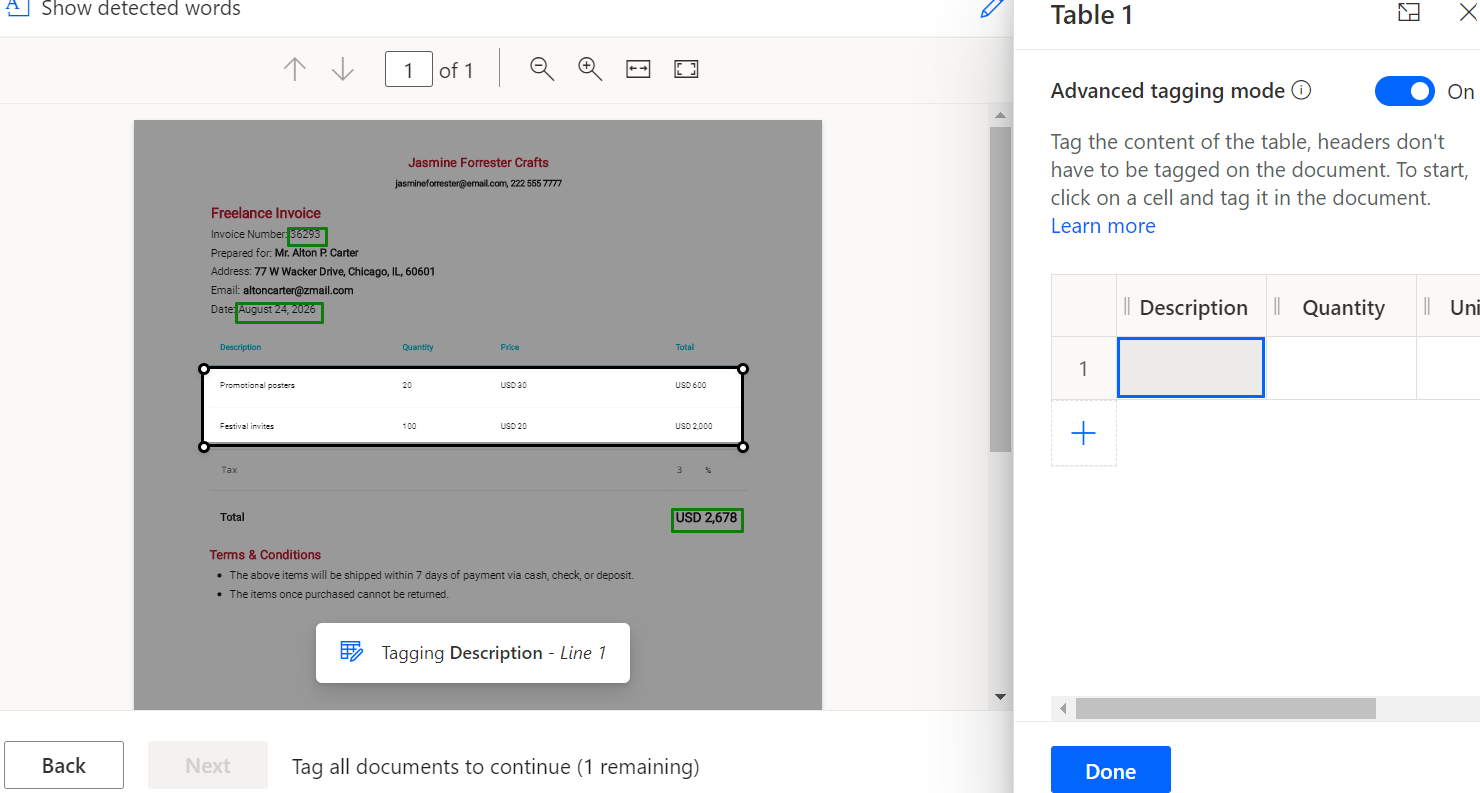 Show detected words
1 of 1
Jasmine Forrester Crafts
jasmineforrester@email.com, 222 555 7777
Freelance Invoice
Invoice Number: 36293
Prepared for: Mr. Alton P. Carter
Address: 77 W Wacker Drive, Chicago, IL, 60601
Email: altoncarter@zmail.com
Date: August 24, 2026
Description Quantity Price Total
Promotional posters 20 USD 30 USD 600
Festival invites 100 USD 20 USD 2,000
Tax 3 %
Total USD 2,678
Terms & Conditions
• The above items will be shipped within 7 days of payment via cash, check, or deposit.
• The items once purchased cannot be returned.
Tagging Description - Line 1
Back Next Tag all documents to continue (1 remaining)
Table 1
Advanced tagging mode On
Tag the content of the table, headers don't
have to be tagged on the document. To start,
click on a cell and tag it in the document.
Learn more
Description Quantity Uni
1
Done